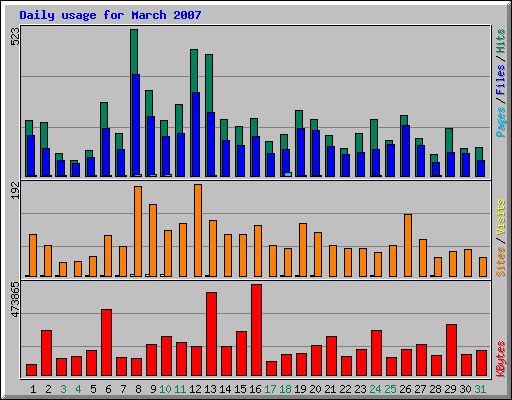 Daily usage for March 2007
523
Pages / Files / Hits
192
Sites / Visits
473865
KBytes
1 2 3 4 5 6 7 8 9 10 11 12 13 14 15 16 17 18 19 20 21 22 23 24 25 26 27 28 29 30 31